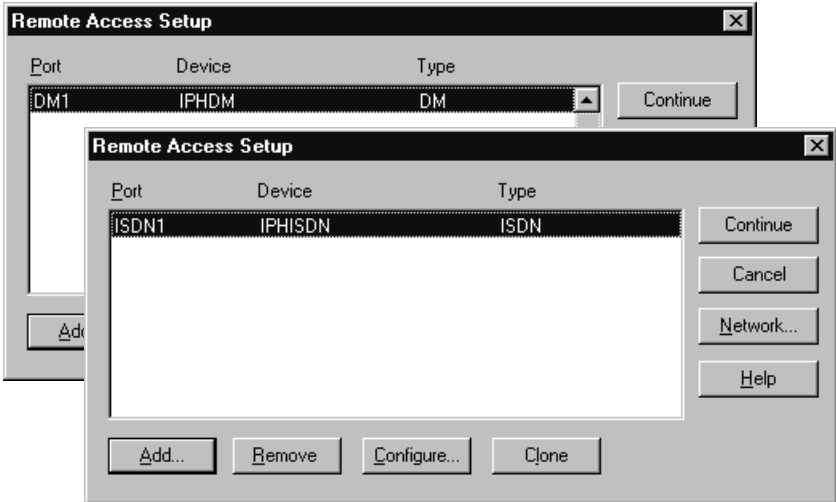 Remote Access Setup
Port Device Type
DM1 IPHDM DM
Continue
Remote Access Setup
Port Device Type
ISDN1 IPHISDN ISDN
Continue
Cancel
Network...
Help
Add... Remove Configure... Clone